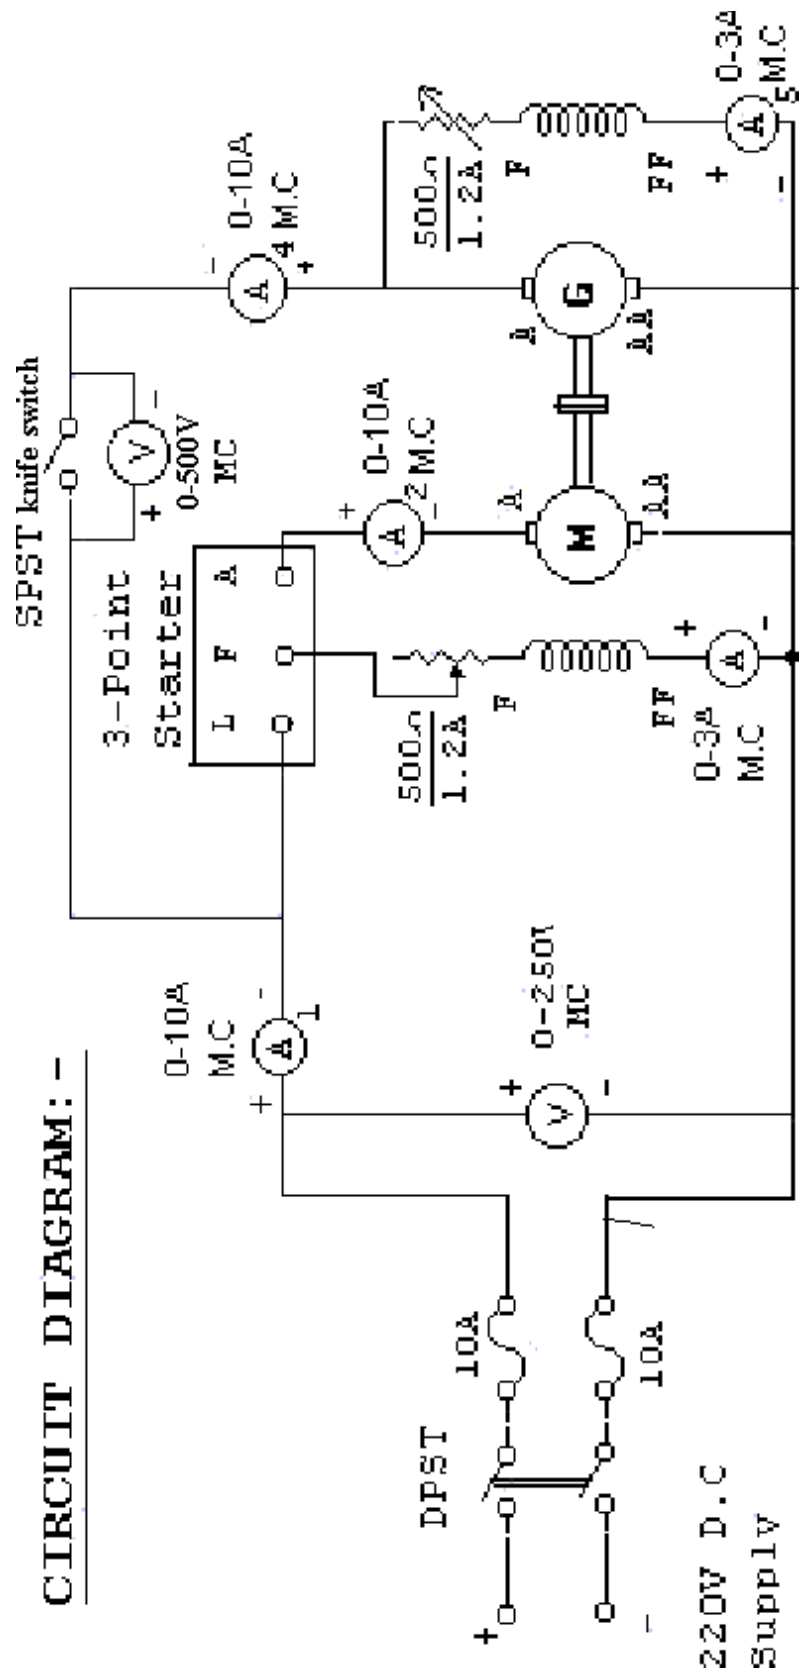 CIRCUIT DIAGRAM:-
220V D.C
Supply
+
-
DPST
10A
10A
+
V
-
0-250V
MC
0-10A
M.C
+
A
1
-
3-Point
Starter
L F A
500Ω
1.2A
F
FF
+
A
-
0-3A
M.C
SPST knife switch
+
V
-
0-500V
MC
0-10A
M.C
+
A
2
-
A
M
AA
A
G
AA
0-10A
M.C
-
A
4
+
500Ω
1.2A
F
FF
+
A
5
-
0-3A
M.C